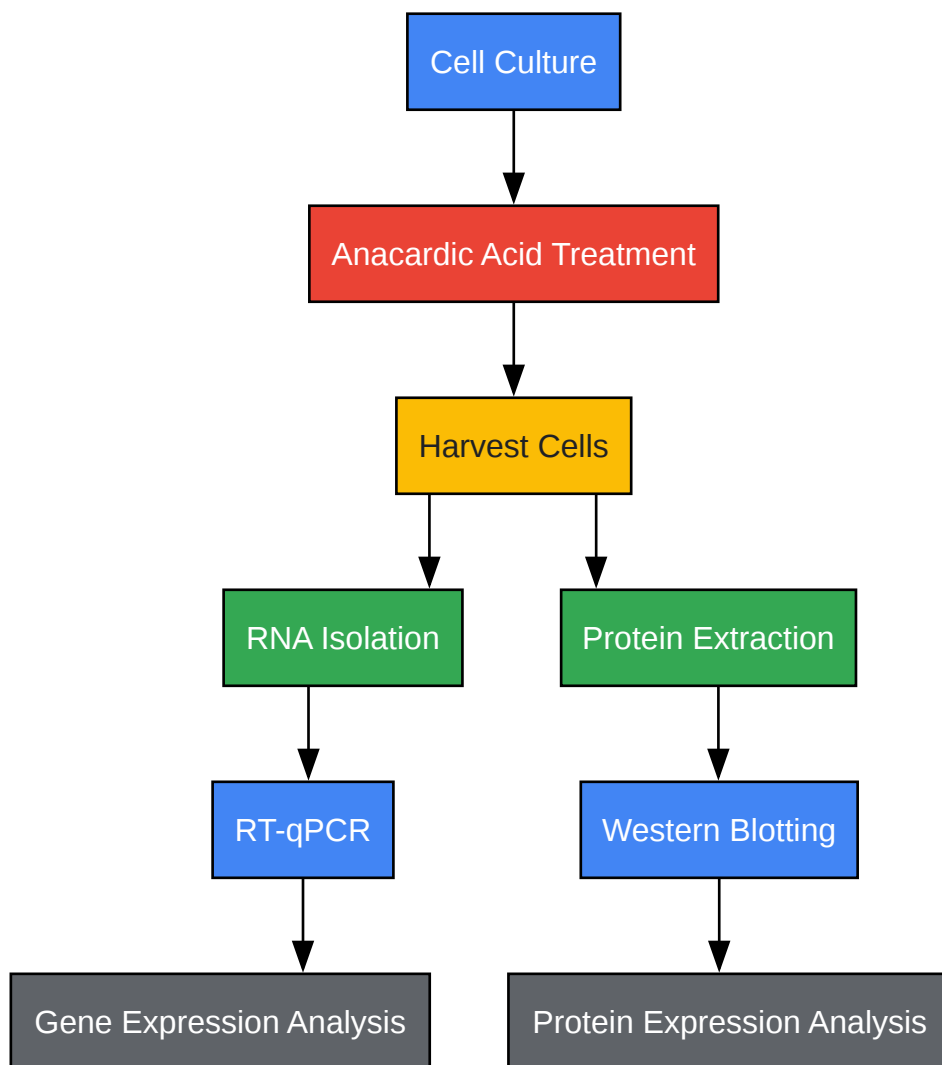 Cell Culture
Anacardic Acid Treatment
Harvest Cells
RNA Isolation
Protein Extraction
RT-qPCR
Western Blotting
Gene Expression Analysis
Protein Expression Analysis